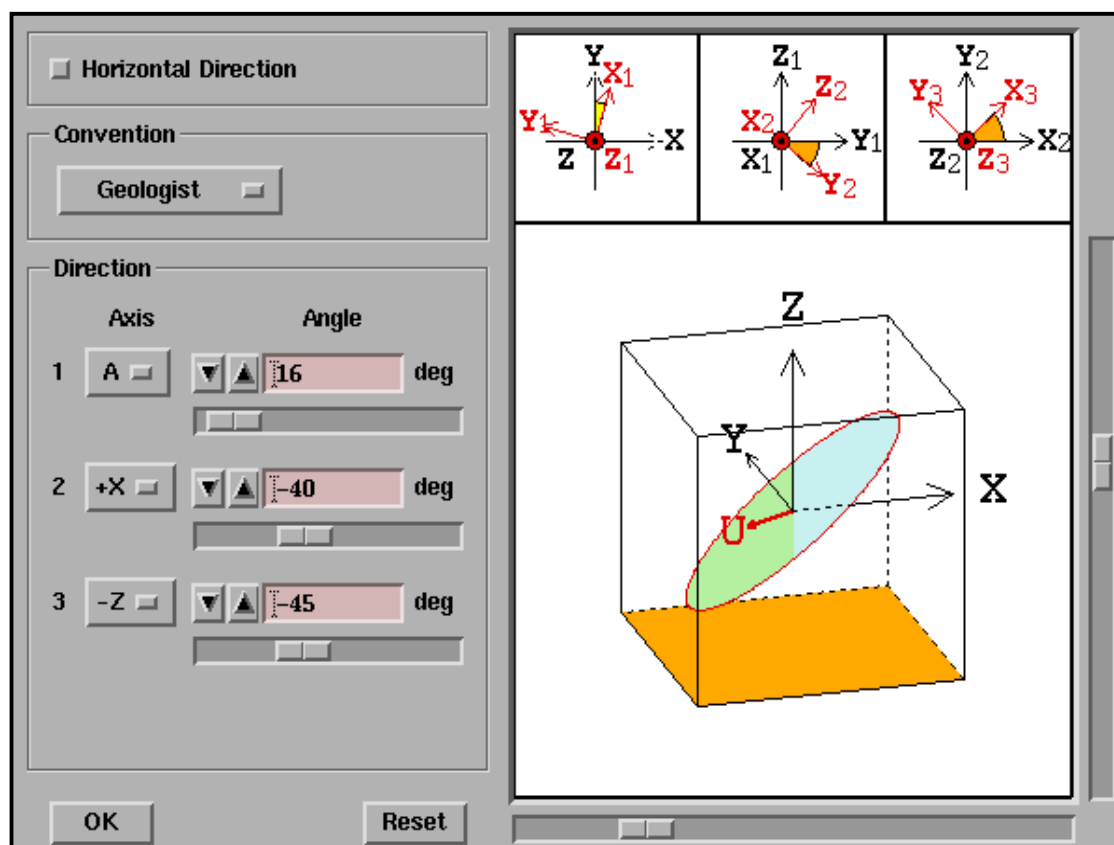 Horizontal Direction
Convention
Geologist
Direction
Axis Angle
1 A 16 deg
2 +X -40 deg
3 -Z -45 deg
OK Reset
Y X1 Y1 X Z Z1
Z1 Z2 X2 Y1 X1 Y2
Y2 Y3 X3 X2 Z2 Z3
Z
Y
X
U